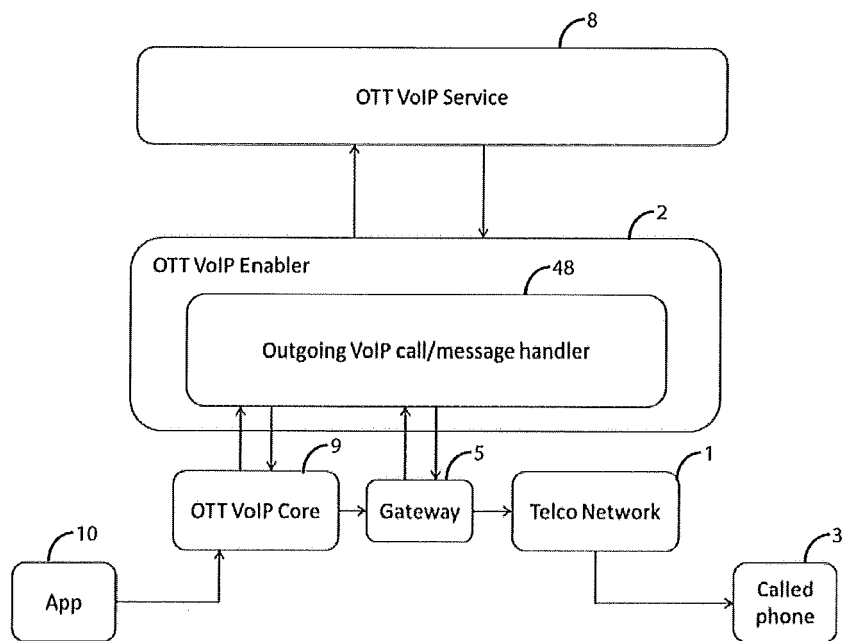 8
OTT VoIP Service
2
OTT VoIP Enabler
48
Outgoing VoIP call/message handler
9
5
1
OTT VoIP Core
Gateway
Telco Network
10
3
App
Called
phone